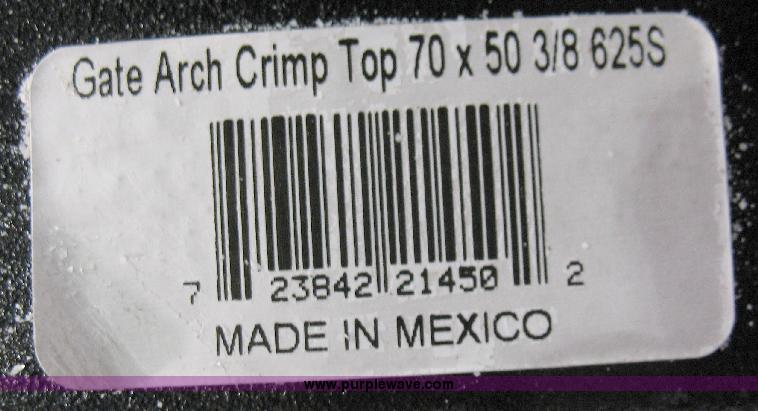 Gate Arch Crimp Top 70 x 50 3/8 625S
7 23842 21450 2
MADE IN MEXICO
www.purplewave.com